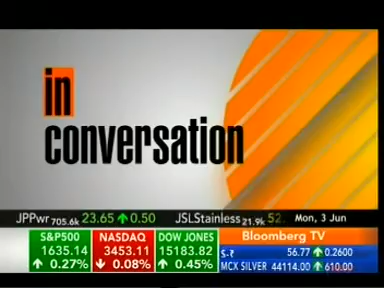 in
conversation
JPPwr 705.6k 23.65 0.50 JSLStainless 21.9k 52. Mon, 3 Jun
S&P500 NASDAQ DOW JONES Bloomberg TV
1635.14 3453.11 15183.82 $-₹ 56.77 0.2600
0.27% 0.08% 0.45% MCX SILVER 44114.00 610.00